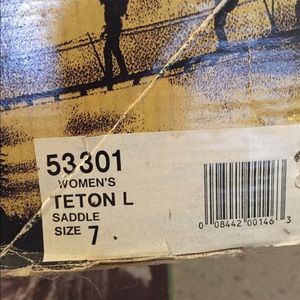 53301
WOMEN'S
TETON L
SADDLE
SIZE 7
0 08442 00146 3